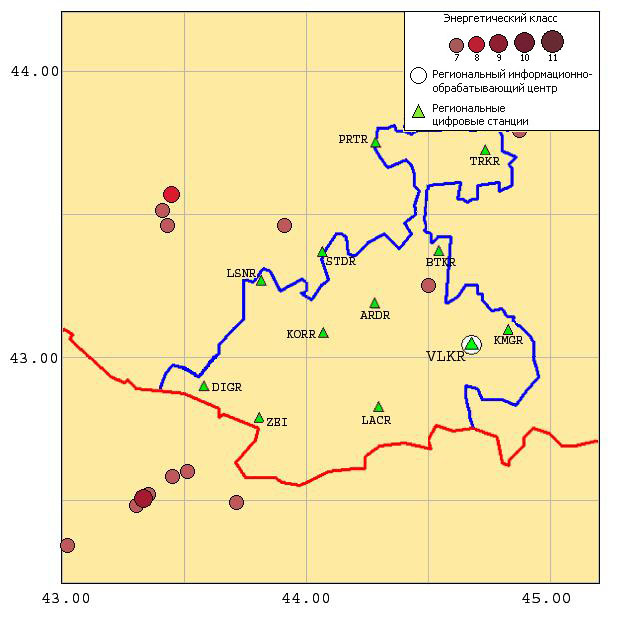 Энергетический класс
7 8 9 10 11
Региональный информационно-
обрабатывающий центр
Региональные
цифровые станции
44.00
PRTR
TRKR
STDR
BTKR
LSNR
ARDR
KORR
KMGR
43.00
VLKR
DIGR
LACR
ZEI
43.00 44.00 45.00